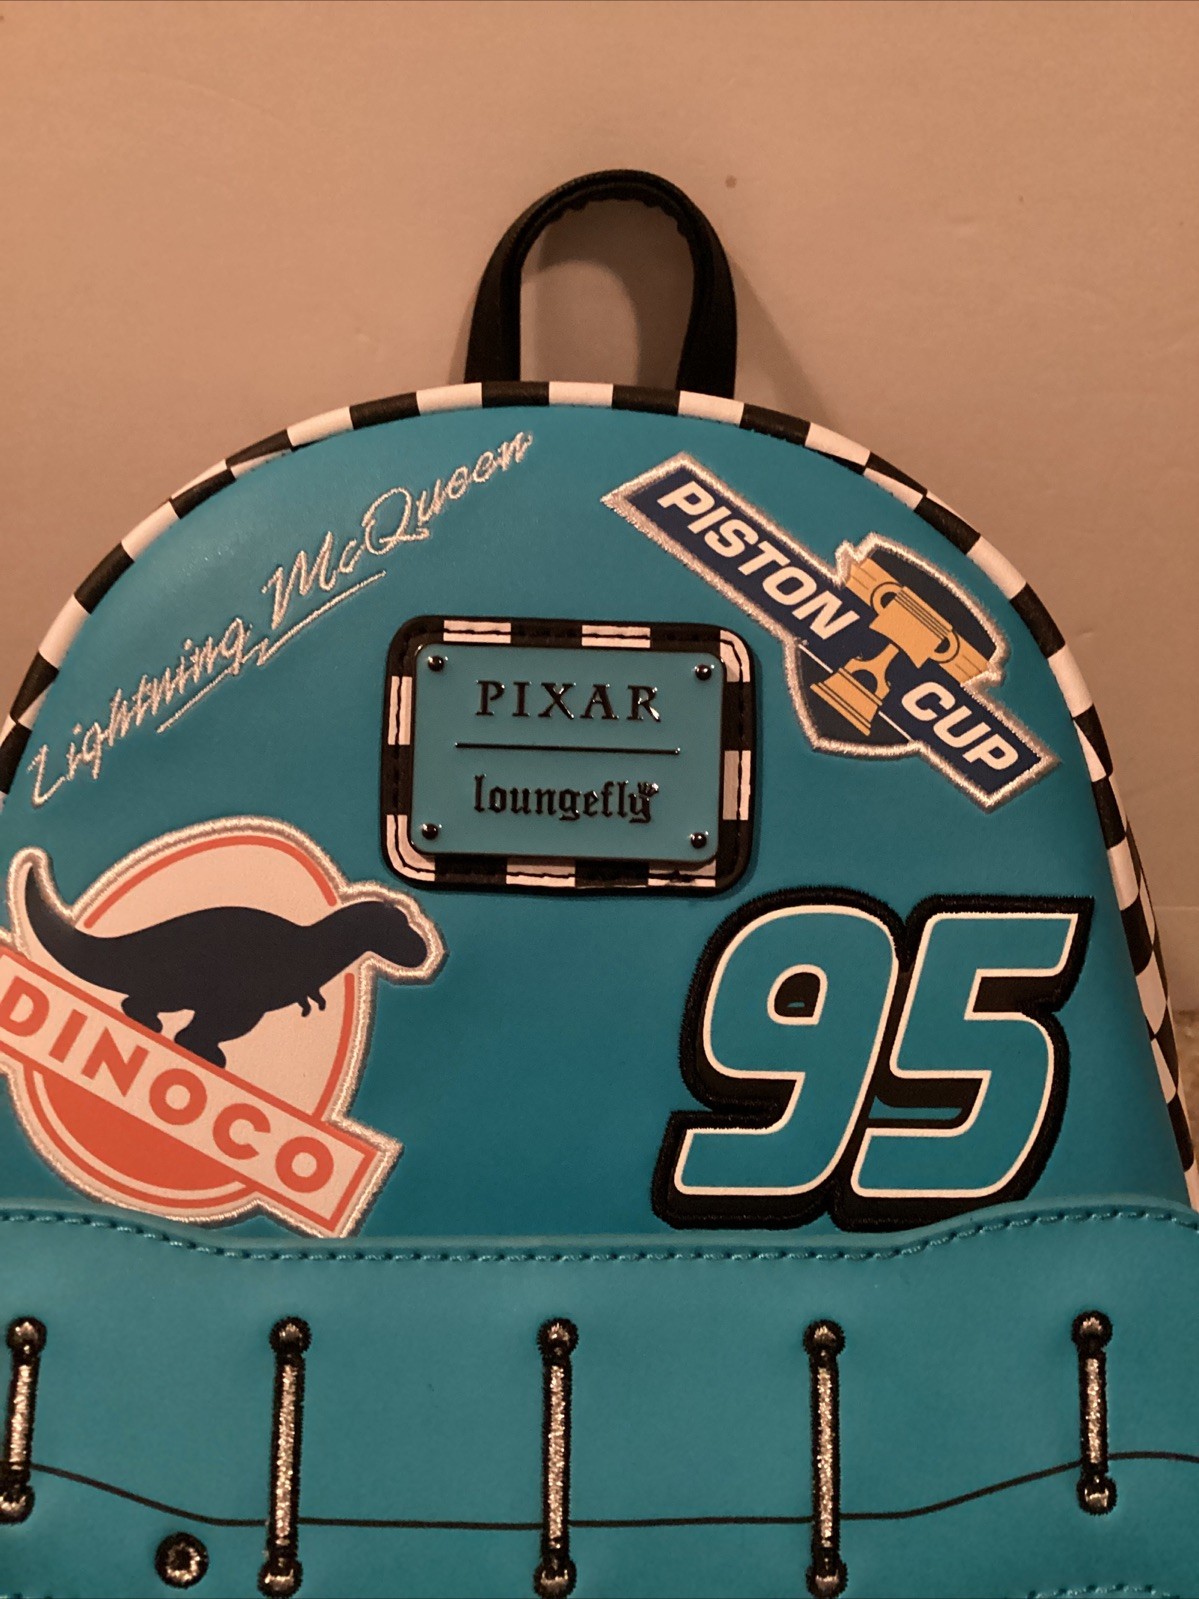 Lightning McQueen
PISTON
CUP
PIXAR
loungefly
DINOCO
95